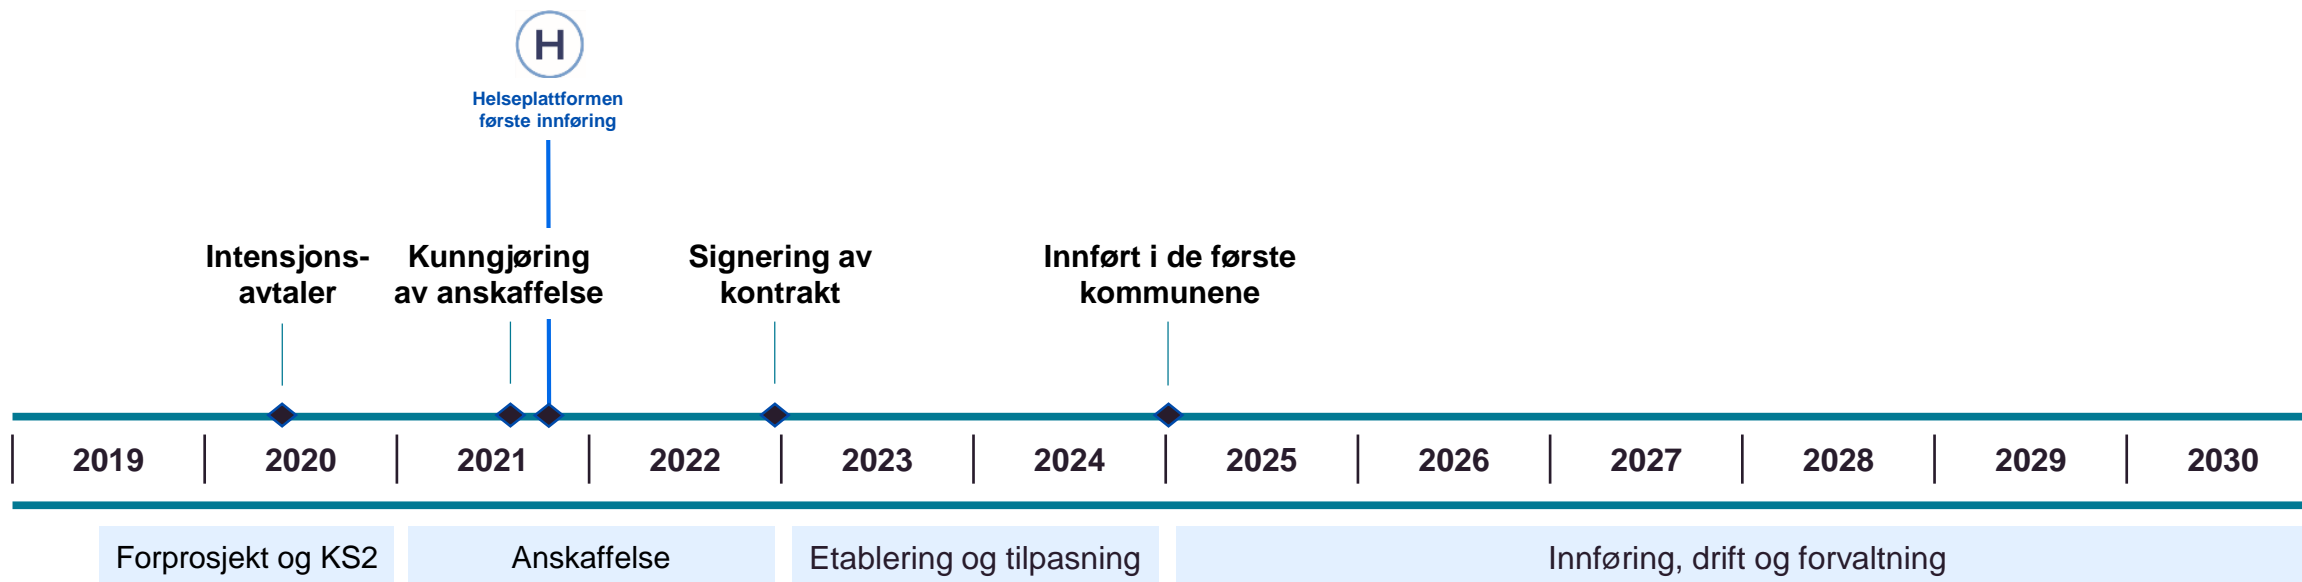 H
Helseplattformen
første innføring
Intensjons-
avtaler
Kunngjøring
av anskaffelse
Signering av
kontrakt
Innført i de første
kommunene
2019 2020 2021 2022 2023 2024 2025 2026 2027 2028 2029 2030
Forprosjekt og KS2 Anskaffelse Etablering og tilpasning Innføring, drift og forvaltning